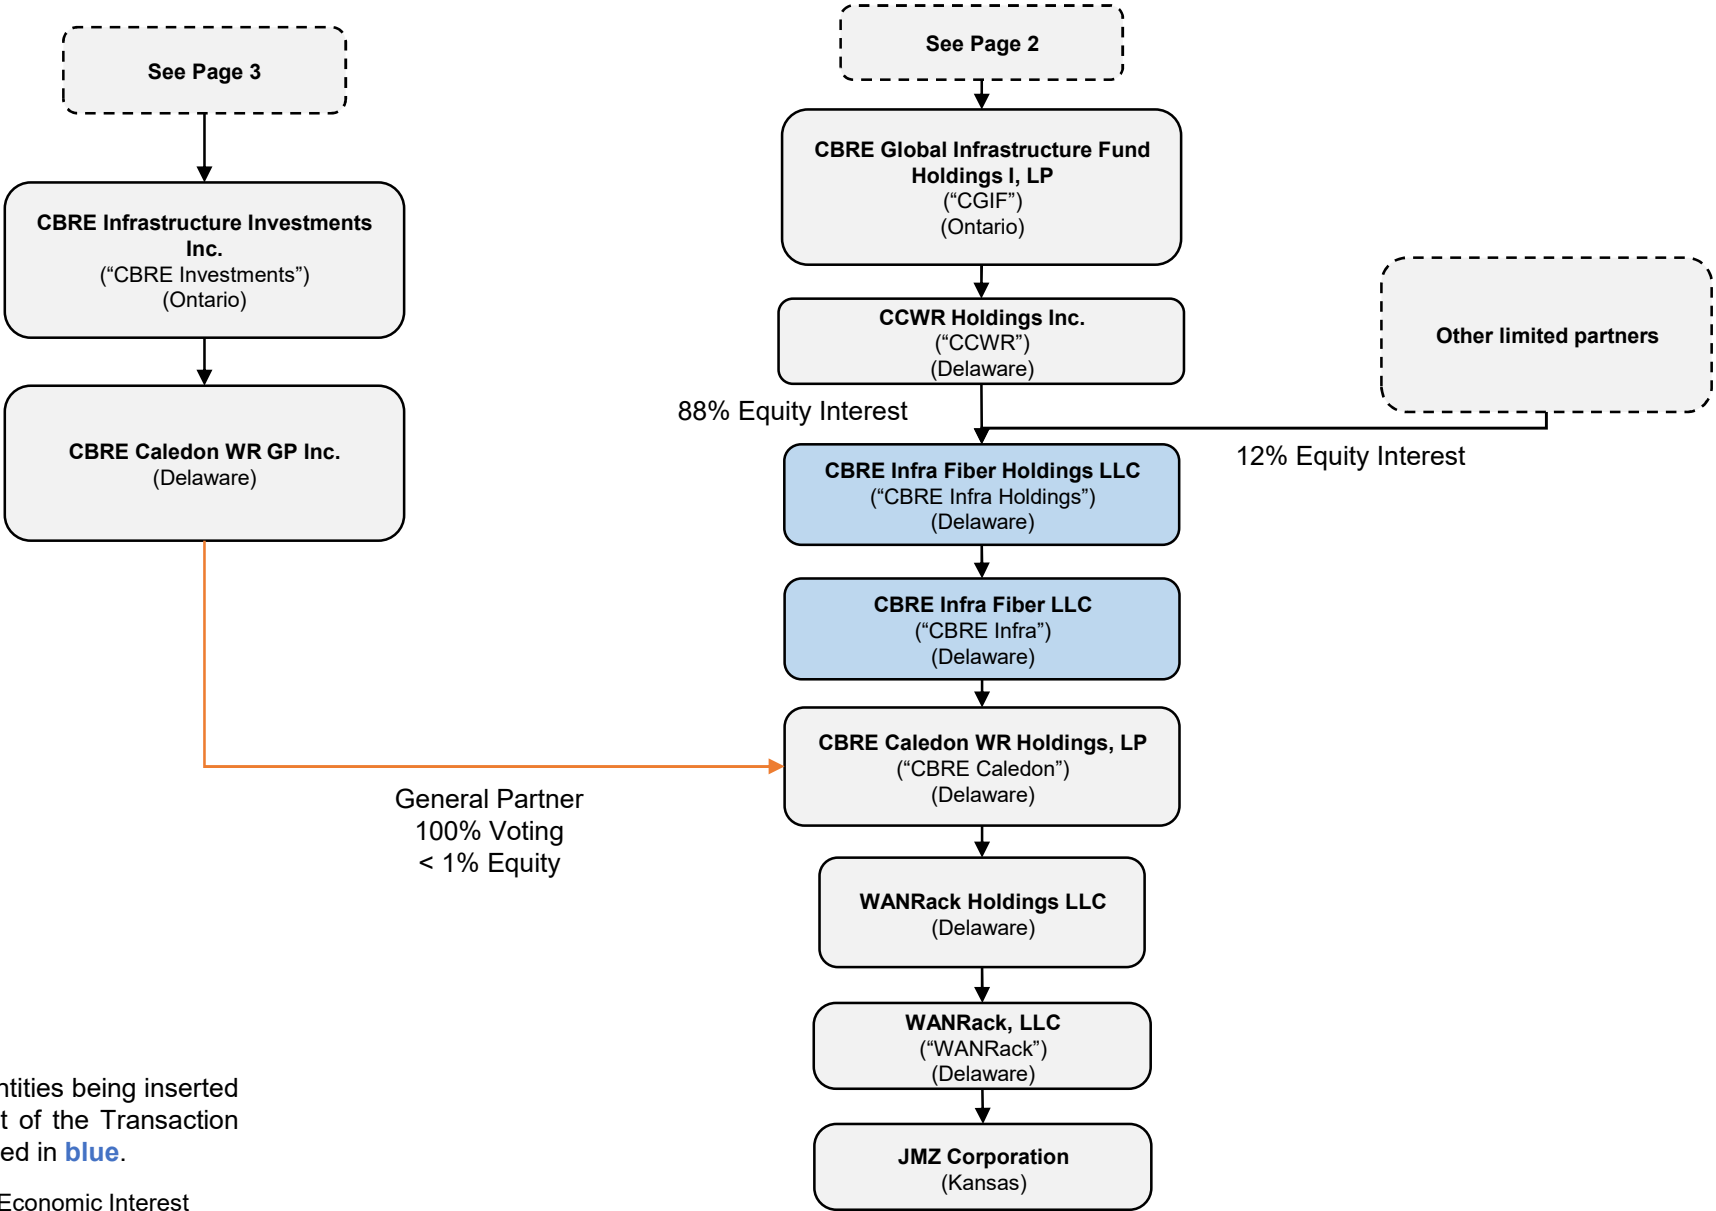 See Page 3
See Page 2
CBRE Global Infrastructure Fund
Holdings I, LP
(“CGIF”)
(Ontario)
CBRE Infrastructure Investments
Inc.
(“CBRE Investments”)
(Ontario)
CCWR Holdings Inc.
(“CCWR”)
(Delaware)
Other limited partners
88% Equity Interest
12% Equity Interest
CBRE Caledon WR GP Inc.
(Delaware)
CBRE Infra Fiber Holdings LLC
(“CBRE Infra Holdings”)
(Delaware)
CBRE Infra Fiber LLC
(“CBRE Infra”)
(Delaware)
CBRE Caledon WR Holdings, LP
(“CBRE Caledon”)
(Delaware)
General Partner
100% Voting
< 1% Equity
WANRack Holdings LLC
(Delaware)
WANRack, LLC
(“WANRack”)
(Delaware)
JMZ Corporation
(Kansas)
being inserted
of the Transaction
in blue.
Economic Interest